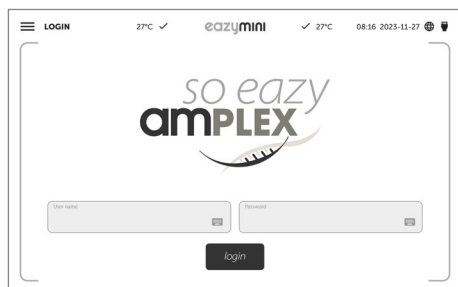 LOGIN 27°C eazymini 27°C 08:16 2023-11-27
so eazy
amPLEX
User name Password
login